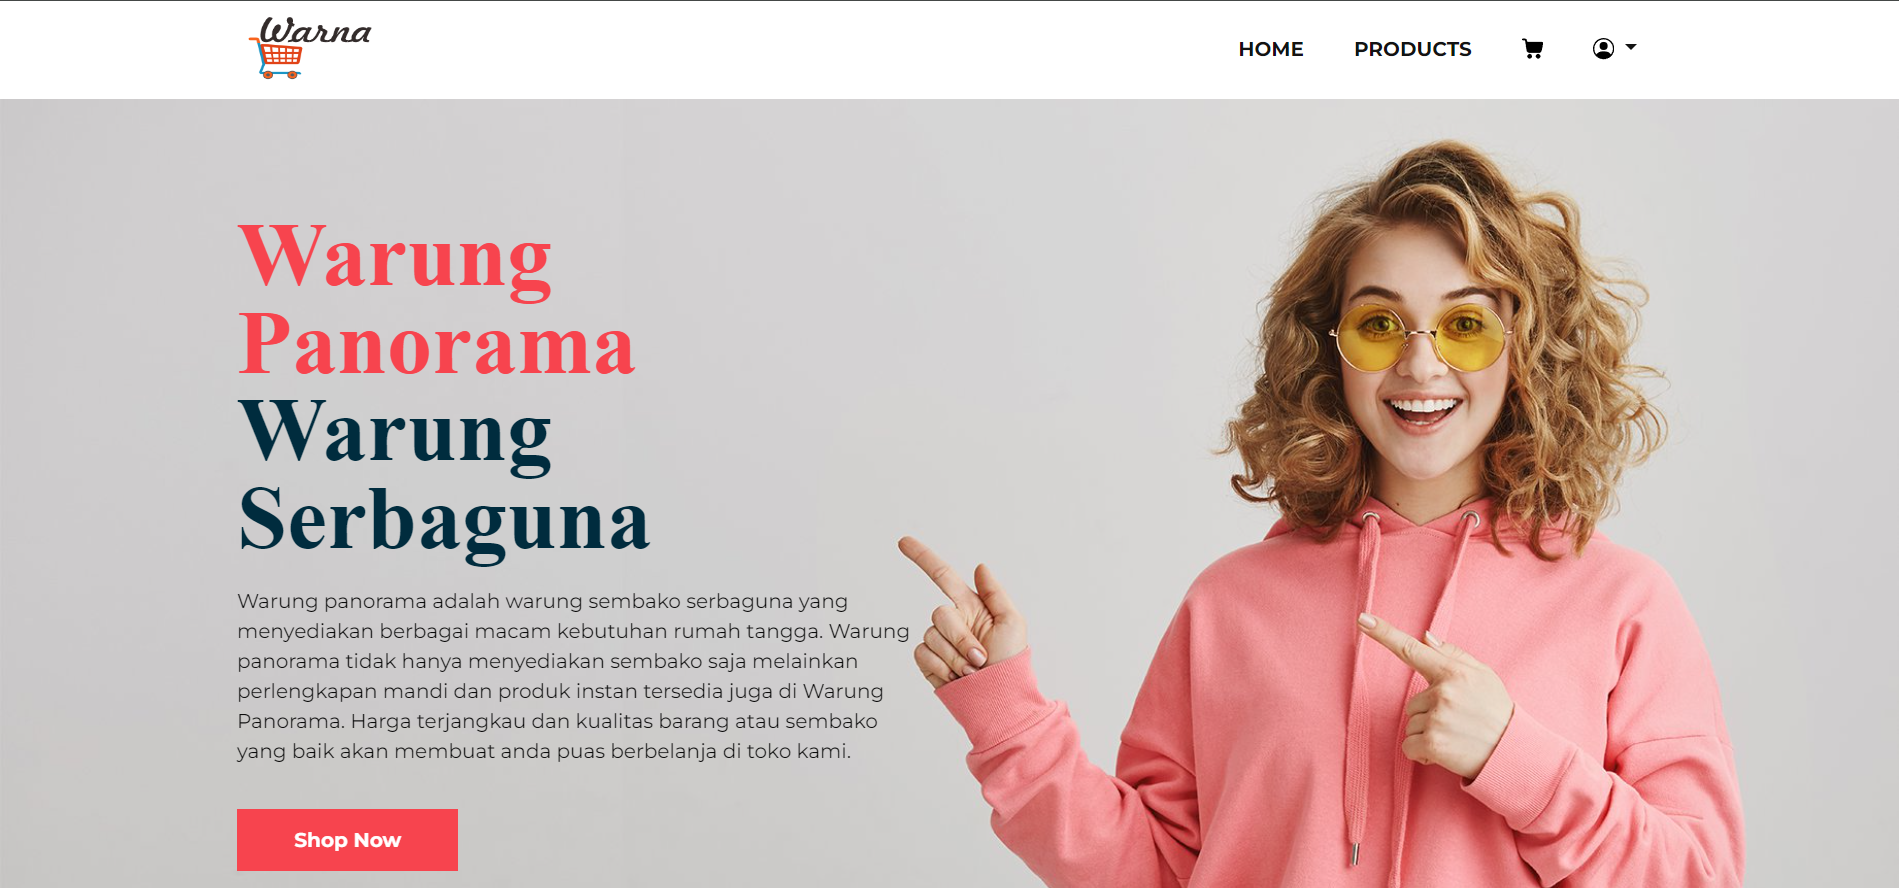 Warna
HOME
PRODUCTS
Warung
Panorama
Warung
Serbaguna
Warung panorama adalah warung sembako serbaguna yang
menyediakan berbagai macam kebutuhan rumah tangga. Warung
panorama tidak hanya menyediakan sembako saja melainkan
perlengkapan mandi dan produk instan tersedia juga di Warung
Panorama. Harga terjangkau dan kualitas barang atau sembako
yang baik akan membuat anda puas berbelanja di toko kami.
Shop Now